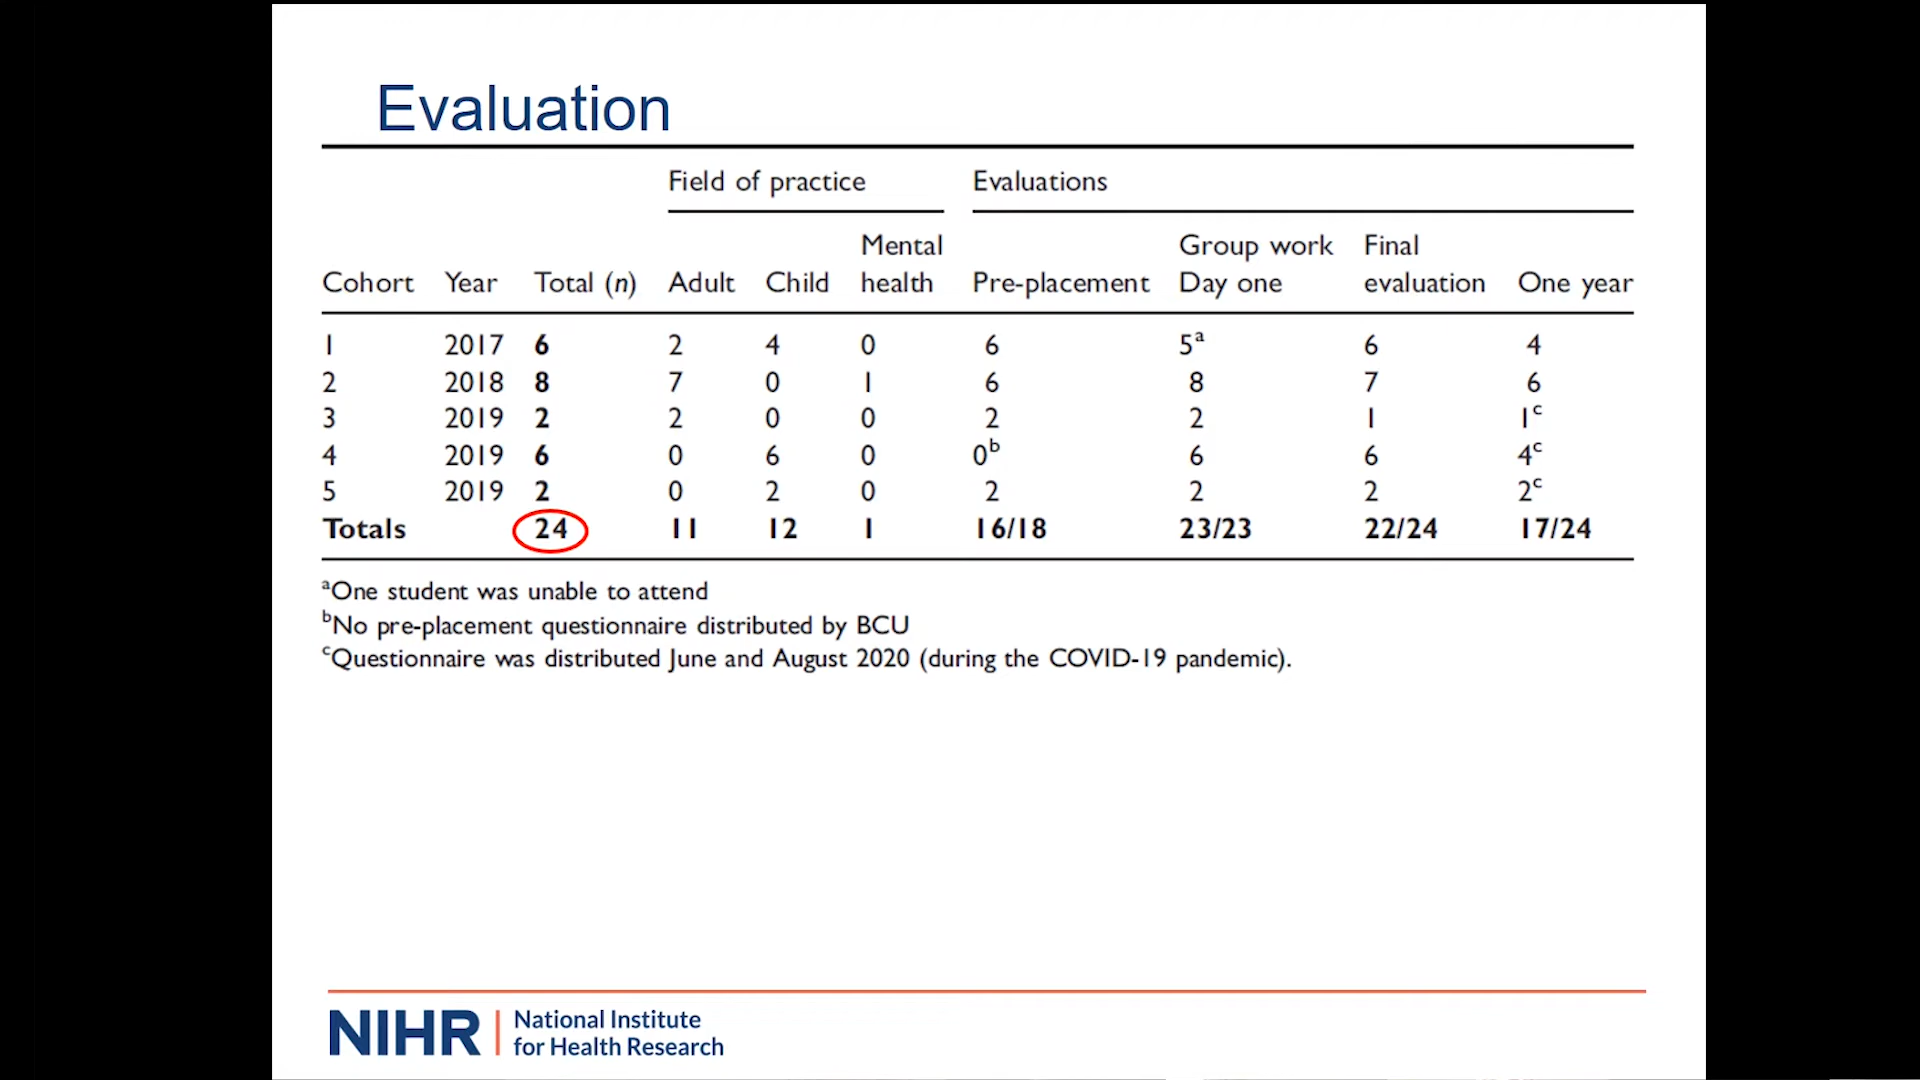 Evaluation
Field of practice Evaluations
Mental Group work Final
Cohort Year Total (n) Adult Child health Pre-placement Day one evaluation One year
1 2017 6 2 4 0 6 5a 6 4
2 2018 8 7 0 1 6 8 7 6
3 2019 2 2 0 0 2 2 1 1c
4 2019 6 0 6 0 0b 6 6 4c
5 2019 2 0 2 0 2 2 2 2c
Totals 24 11 12 1 16/18 23/23 22/24 17/24
aOne student was unable to attend
bNo pre-placement questionnaire distributed by BCU
cQuestionnaire was distributed June and August 2020 (during the COVID-19 pandemic).
NIHR National Institute
for Health Research